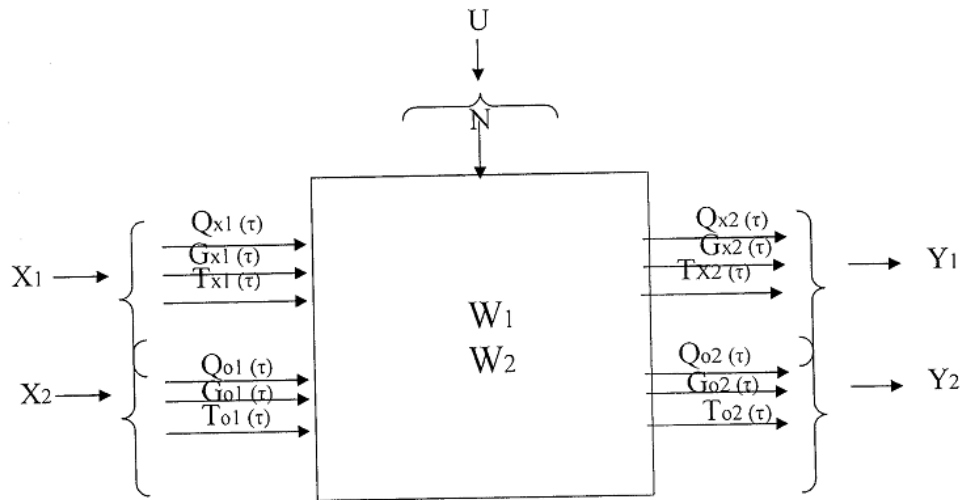 U
N
Qx1 (τ) Qx2 (τ)
Gx1 (τ) Gx2 (τ)
X1 Tx1 (τ) TX2 (τ) Y1
W1
W2
Qo1 (τ) Qo2 (τ)
X2 Go1 (τ) Go2 (τ) Y2
To1 (τ) To2 (τ)